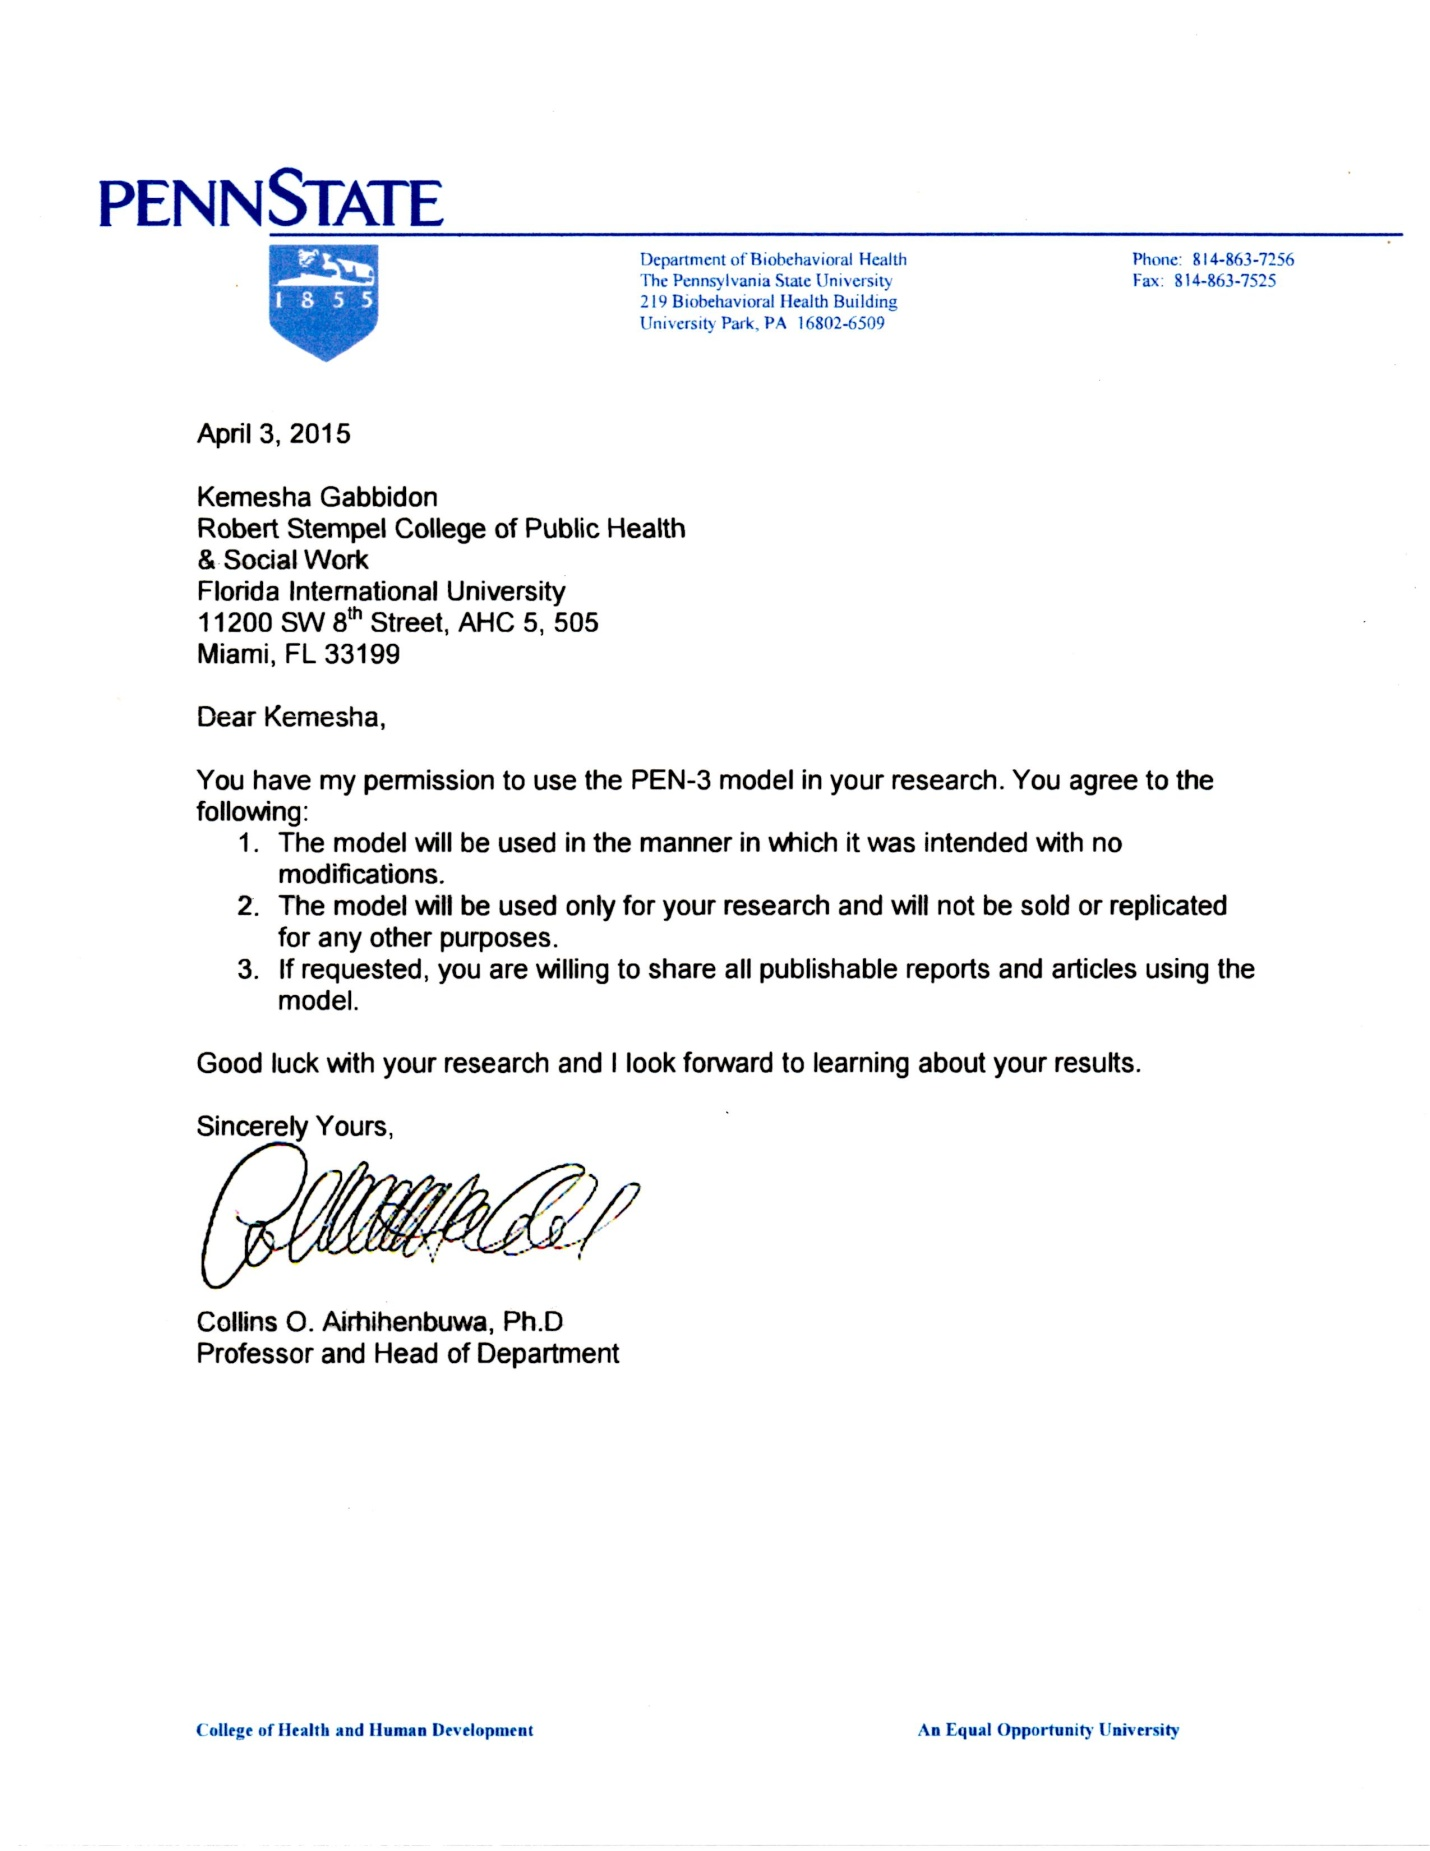 PENNSTATE
1855
Department of Biobehavioral Health
The Pennsylvania State University
219 Biobehavioral Health Building
University Park, PA 16802-6509
Phone: 814-863-7256
Fax: 814-863-7525
April 3, 2015
Kemesha Gabbidon
Robert Stempel College of Public Health
& Social Work
Florida International University
11200 SW 8th Street, AHC 5, 505
Miami, FL 33199
Dear Kemesha,
You have my permission to use the PEN-3 model in your research. You agree to the
following:
1. The model will be used in the manner in which it was intended with no
modifications.
2. The model will be used only for your research and will not be sold or replicated
for any other purposes.
3. If requested, you are willing to share all publishable reports and articles using the
model.
Good luck with your research and I look forward to learning about your results.
Sincerely Yours,
Collins O. Airhihenbuwa, Ph.D
Professor and Head of Department
College of Health and Human Development
An Equal Opportunity University